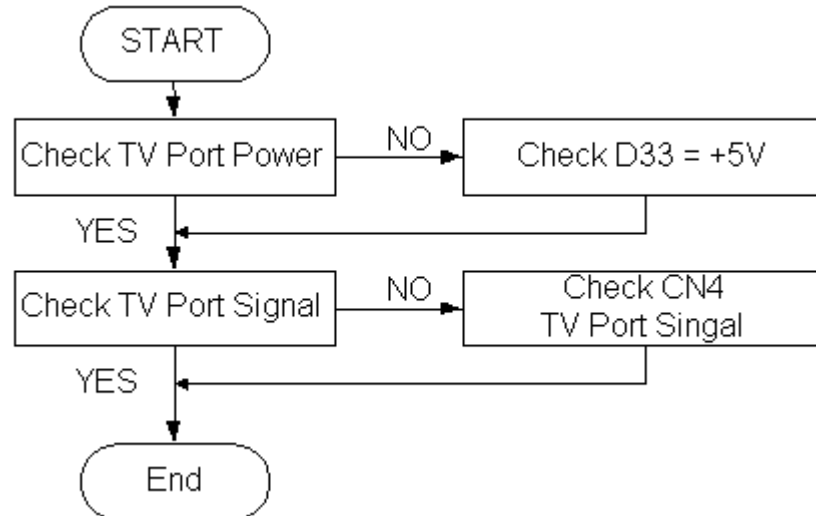 START
Check TV Port Power
NO
Check D33 = +5V
YES
Check TV Port Signal
NO
Check CN4
TV Port Singal
YES
End